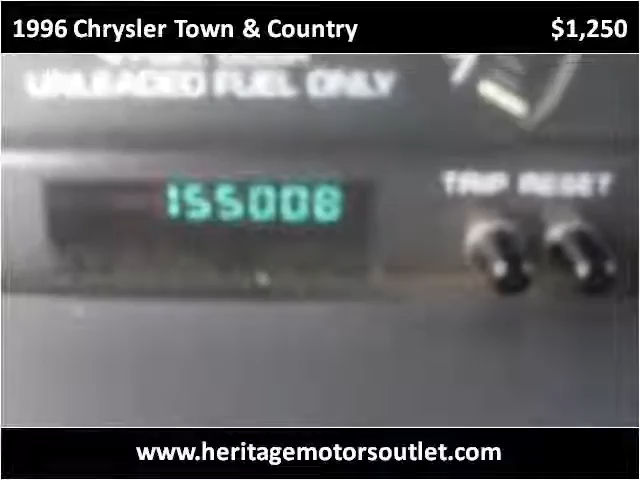 1996 Chrysler Town & Country $1,250
UNLEADED FUEL ONLY
TRIP RESET
155008
www.heritagemotorsoutlet.com